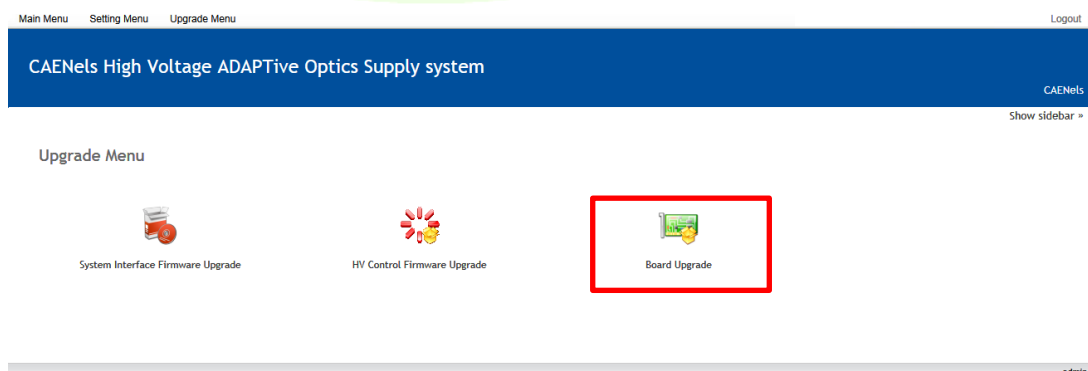 Main Menu Setting Menu Upgrade Menu Logout
CAENels High Voltage ADAPTive Optics Supply system
CAENels
Show sidebar »
Upgrade Menu
System Interface Firmware Upgrade HV Control Firmware Upgrade Board Upgrade
admin